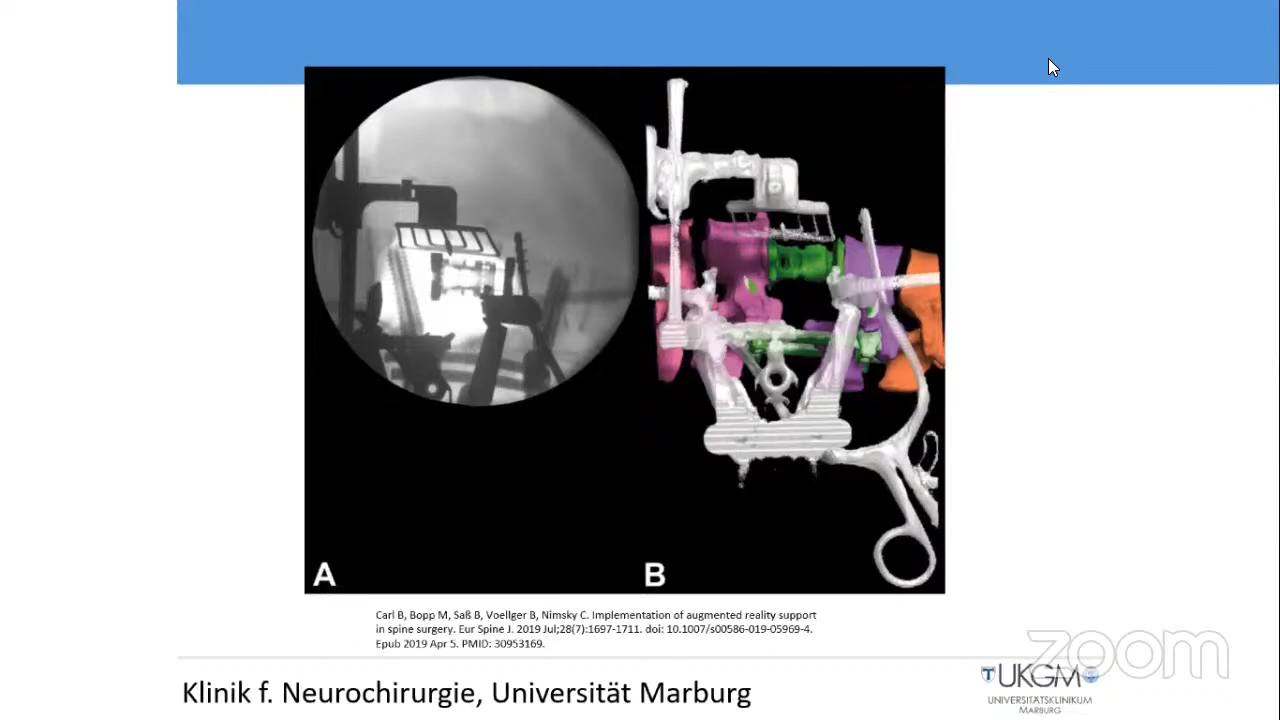 A
B
Carl B, Bopp M, Saß B, Voellger B, Nimsky C. Implementation of augmented reality support
in spine surgery. Eur Spine J. 2019 Jul;28(7):1697-1711. doi: 10.1007/s00586-019-05969-4.
Epub 2019 Apr 5. PMID: 30953169.
zoom
Klinik f. Neurochirurgie, Universität Marburg
UKGM
UNIVERSITÄTSKLINIKUM
MARBURG